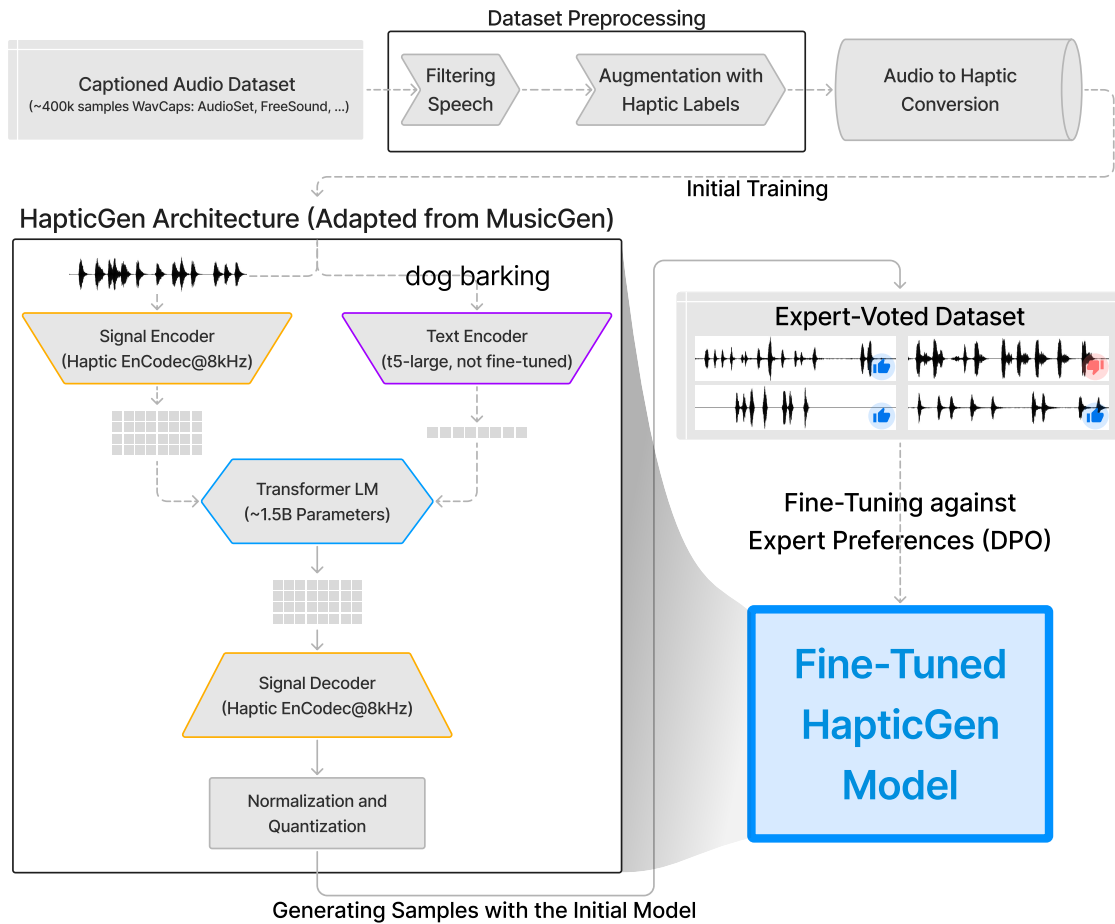 Dataset Preprocessing
Captioned Audio Dataset
(~400k samples WavCaps: AudioSet, FreeSound, ...)
Filtering
Speech
Augmentation with
Haptic Labels
Audio to Haptic
Conversion
Initial Training
HapticGen Architecture (Adapted from MusicGen)
dog barking
Signal Encoder
(Haptic EnCodec@8kHz)
Text Encoder
(t5-large, not fine-tuned)
Transformer LM
(~1.5B Parameters)
Signal Decoder
(Haptic EnCodec@8kHz)
Normalization and
Quantization
Generating Samples with the Initial Model
Expert-Voted Dataset
Fine-Tuning against
Expert Preferences (DPO)
Fine-Tuned
HapticGen
Model